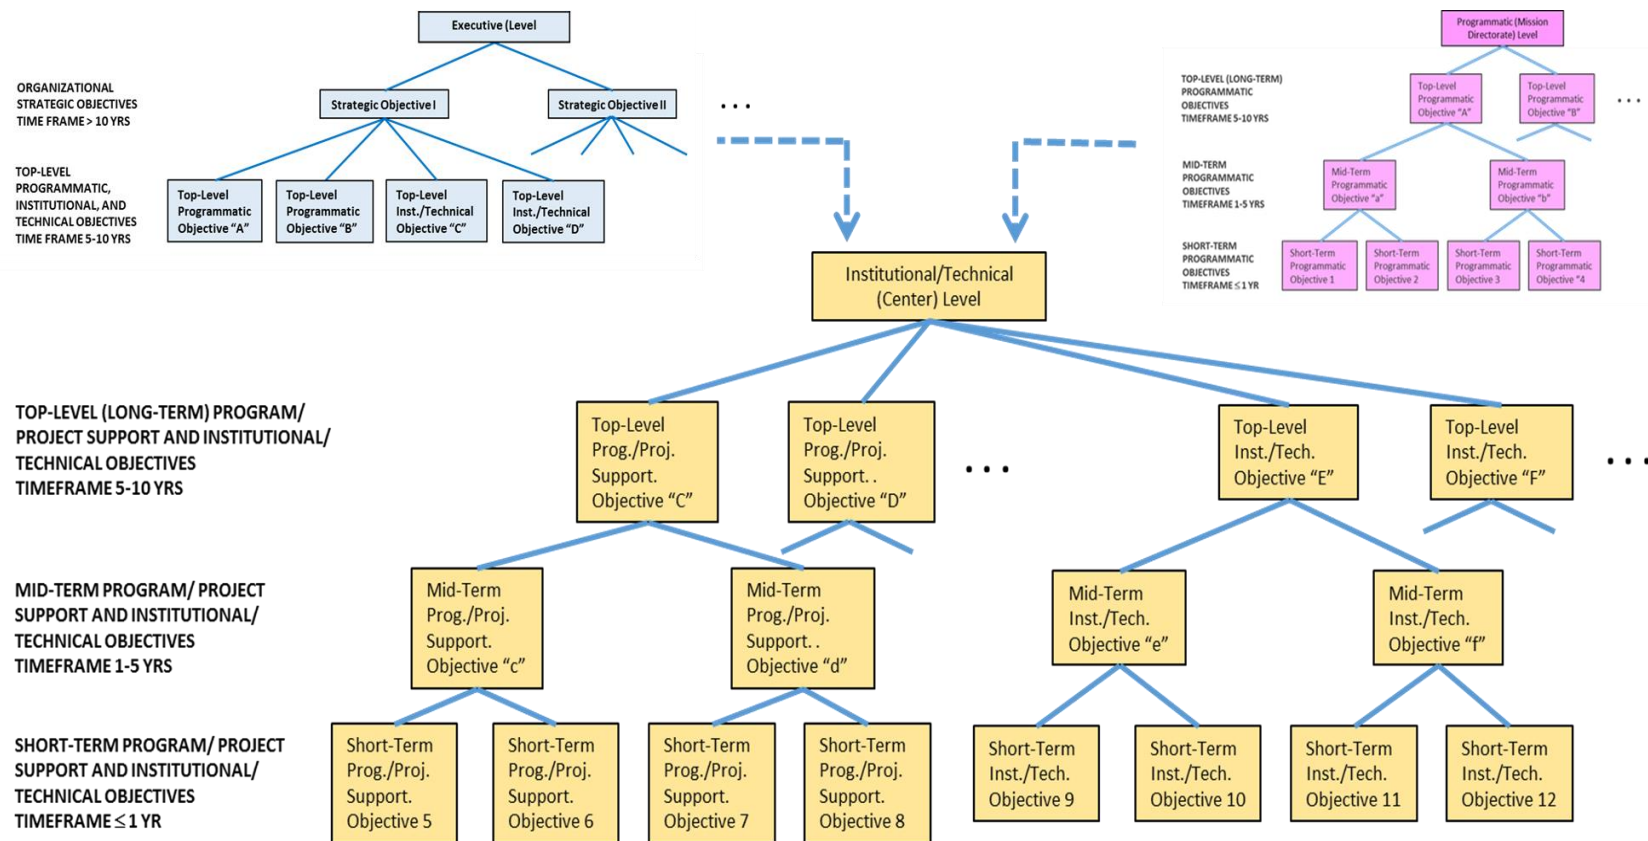 Executive (Level
ORGANIZATIONAL
STRATEGIC OBJECTIVES
TIME FRAME > 10 YRS
Strategic Objective I
Strategic Objective II
...
TOP-LEVEL
PROGRAMMATIC,
INSTITUTIONAL, AND
TECHNICAL OBJECTIVES
TIME FRAME 5-10 YRS
Top-Level
Programmatic
Objective “A”
Top-Level
Programmatic
Objective “B”
Top-Level
Inst./Technical
Objective “C”
Top-Level
Inst./Technical
Objective “D”
Programmatic (Mission
Directorate) Level
TOP-LEVEL (LONG-TERM)
PROGRAMMATIC
OBJECTIVES
TIMEFRAME 5-10 YRS
Top-Level
Programmatic
Objective “A”
Top-Level
Programmatic
Objective “B”
...
MID-TERM
PROGRAMMATIC
OBJECTIVES
TIMEFRAME 1-5 YRS
Mid-Term
Programmatic
Objective “a”
Mid-Term
Programmatic
Objective “b”
SHORT-TERM
PROGRAMMATIC
OBJECTIVES
TIMEFRAME ≤ 1 YR
Short-Term
Programmatic
Objective 1
Short-Term
Programmatic
Objective 2
Short-Term
Programmatic
Objective 3
Short-Term
Programmatic
Objective “4
Institutional/Technical
(Center) Level
TOP-LEVEL (LONG-TERM) PROGRAM/
PROJECT SUPPORT AND INSTITUTIONAL/
TECHNICAL OBJECTIVES
TIMEFRAME 5-10 YRS
Top-Level
Prog./Proj.
Support.
Objective “C”
Top-Level
Prog./Proj.
Support. .
Objective “D”
...
Top-Level
Inst./Tech.
Objective “E”
Top-Level
Inst./Tech.
Objective “F”
...
MID-TERM PROGRAM/ PROJECT
SUPPORT AND INSTITUTIONAL/
TECHNICAL OBJECTIVES
TIMEFRAME 1-5 YRS
Mid-Term
Prog./Proj.
Support.
Objective “c”
Mid-Term
Prog./Proj.
Support. .
Objective “d”
Mid-Term
Inst./Tech.
Objective “e”
Mid-Term
Inst./Tech.
Objective “f”
SHORT-TERM PROGRAM/ PROJECT
SUPPORT AND INSTITUTIONAL/
TECHNICAL OBJECTIVES
TIMEFRAME ≤ 1 YR
Short-Term
Prog./Proj.
Support.
Objective 5
Short-Term
Prog./Proj.
Support.
Objective 6
Short-Term
Prog./Proj.
Support.
Objective 7
Short-Term
Prog./Proj.
Support.
Objective 8
Short-Term
Inst./Tech.
Objective 9
Short-Term
Inst./Tech.
Objective 10
Short-Term
Inst./Tech.
Objective 11
Short-Term
Inst./Tech.
Objective 12